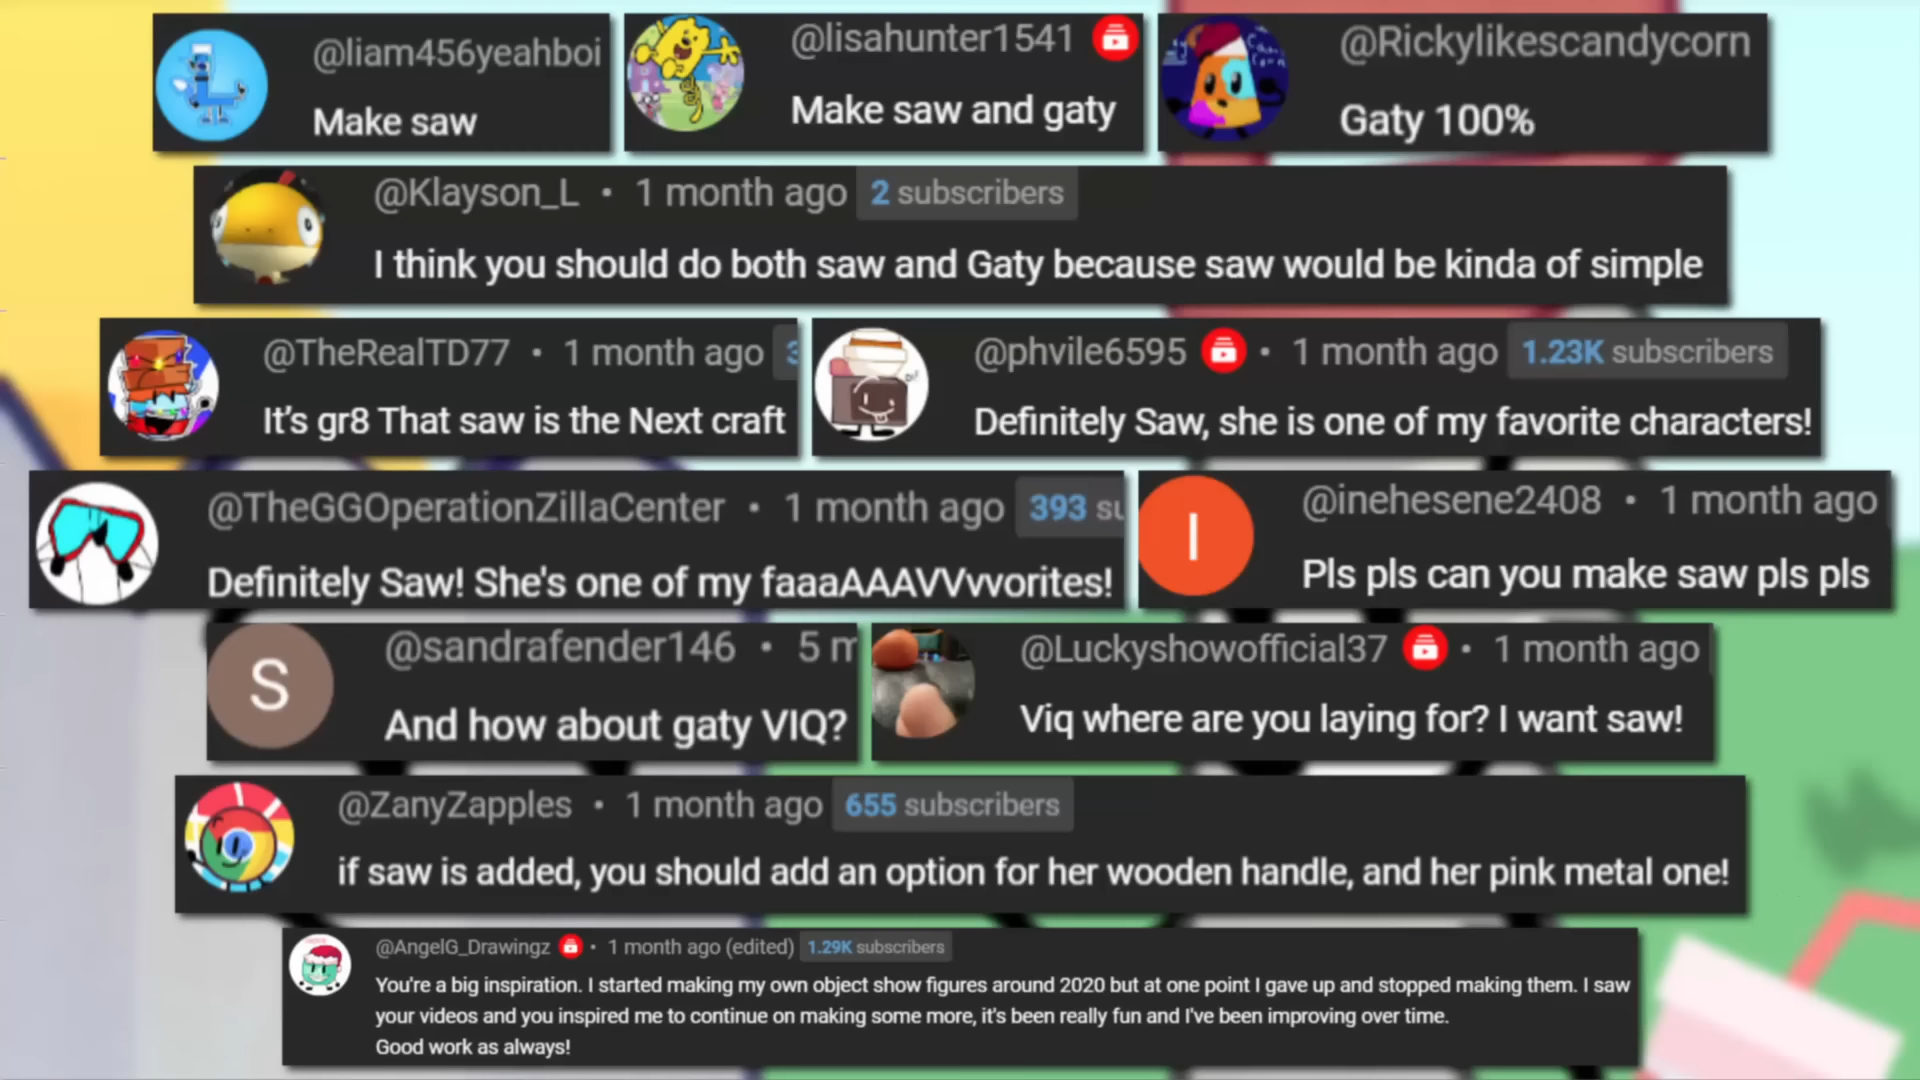 @liam456yeahboi
Make saw
@lisahunter1541
Make saw and gaty
@Rickylikescandycorn
Gaty 100%
@Klayson_L • 1 month ago 2 subscribers
I think you should do both saw and Gaty because saw would be kinda of simple
@TheRealTD77 • 1 month ago
It's gr8 That saw is the Next craft
@phvile6595 • 1 month ago 1.23K subscribers
Definitely Saw, she is one of my favorite characters!
@TheGGOperationZillaCenter • 1 month ago 393 su
Definitely Saw! She's one of my faaaAAAVVvvorites!
I
@inehesene2408 • 1 month ago
Pls pls can you make saw pls pls
S
@sandrafender146 • 5 m
And how about gaty VIQ?
@Luckyshowofficial37 • 1 month ago
Viq where are you laying for? I want saw!
@ZanyZapples • 1 month ago 655 subscribers
if saw is added, you should add an option for her wooden handle, and her pink metal one!
@AngelG_Drawingz • 1 month ago (edited) 1.29K subscribers
You're a big inspiration. I started making my own object show figures around 2020 but at one point I gave up and stopped making them. I saw
your videos and you inspired me to continue on making some more, it's been really fun and I've been improving over time.
Good work as always!